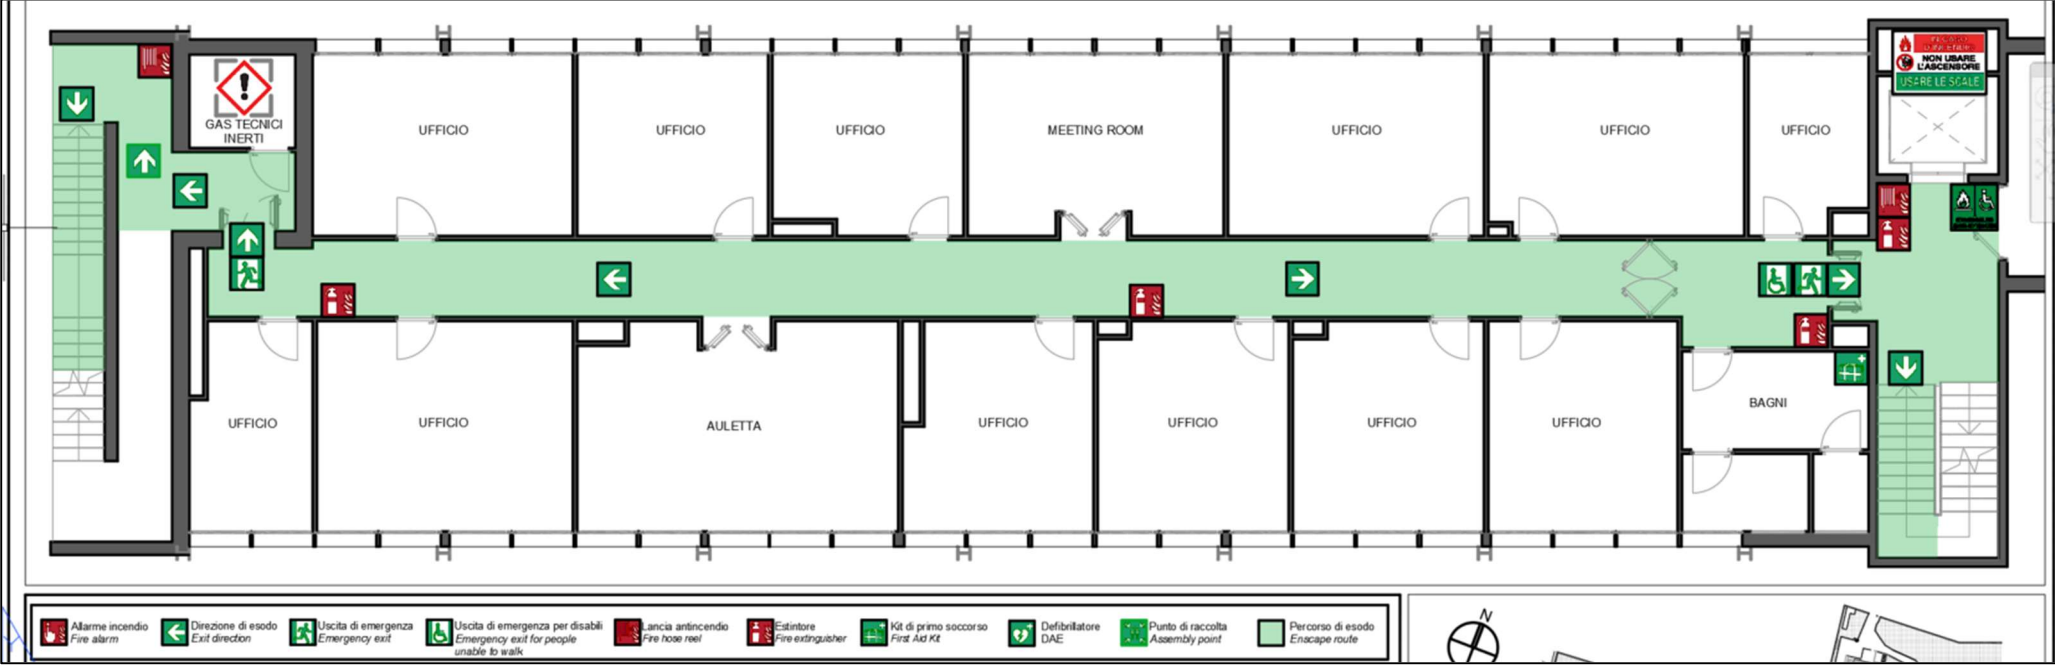 IN CASO
D'INCENDIO
NON USARE
L'ASCENSORE
USARE LE SCALE
GAS TECNICI
INERTI
UFFICIO
UFFICIO
UFFICIO
MEETING ROOM
UFFICIO
UFFICIO
UFFICIO
UFFICIO
UFFICIO
AULETTA
UFFICIO
UFFICIO
UFFICIO
UFFICIO
BAGNI
Allarme incendio
Fire alarm
Direzione di esodo
Exit direction
Uscita di emergenza
Emergency exit
Uscita di emergenza per disabili
Emergency exit for people
unable to walk
Lancia antincendio
Fire hose reel
Estintore
Fire extinguisher
Kit di primo soccorso
First Aid Kit
Defibrillatore
DAE
Punto di raccolta
Assembly point
Percorso di esodo
Enscape route
N